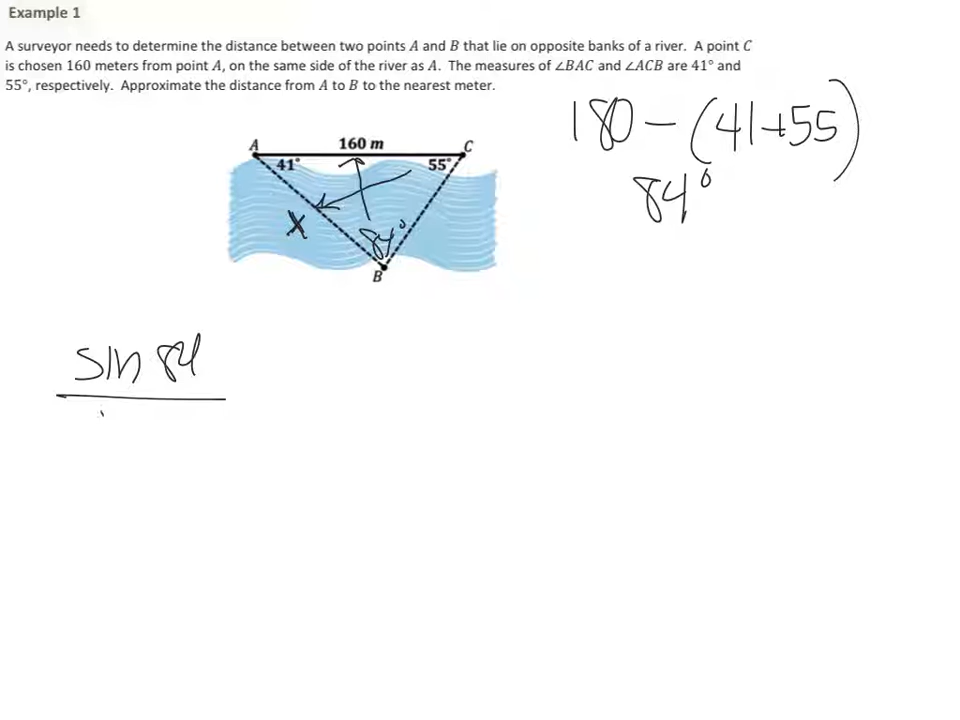 Example 1
A surveyor needs to determine the distance between two points A and B that lie on opposite banks of a river. A point C
is chosen 160 meters from point A, on the same side of the river as A. The measures of ∠BAC and ∠ACB are 41° and
55°, respectively. Approximate the distance from A to B to the nearest meter.
180 - (41+55)
84°
A 160 m C
41° 55°
X 84°
B
sin 84